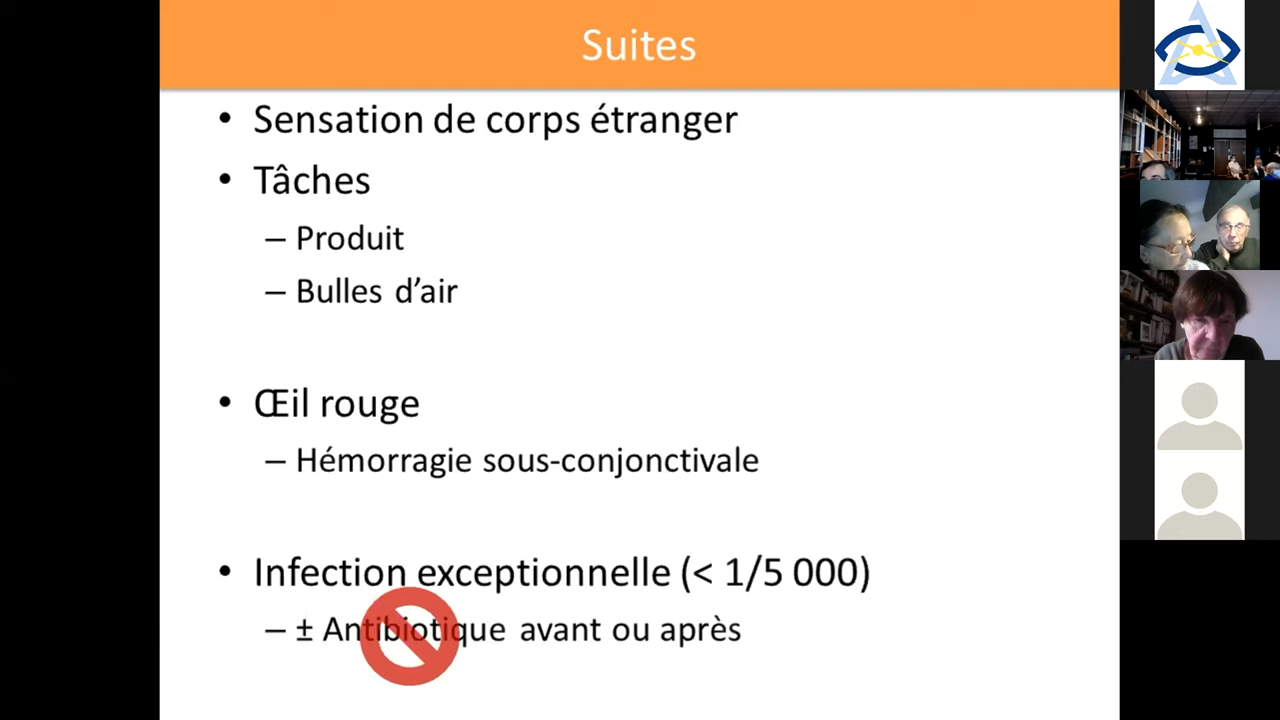 Suites
• Sensation de corps étranger
• Tâches
– Produit
– Bulles d’air
• Œil rouge
– Hémorragie sous-conjonctivale
• Infection exceptionnelle (< 1/5 000)
– ± Antibiotique avant ou après